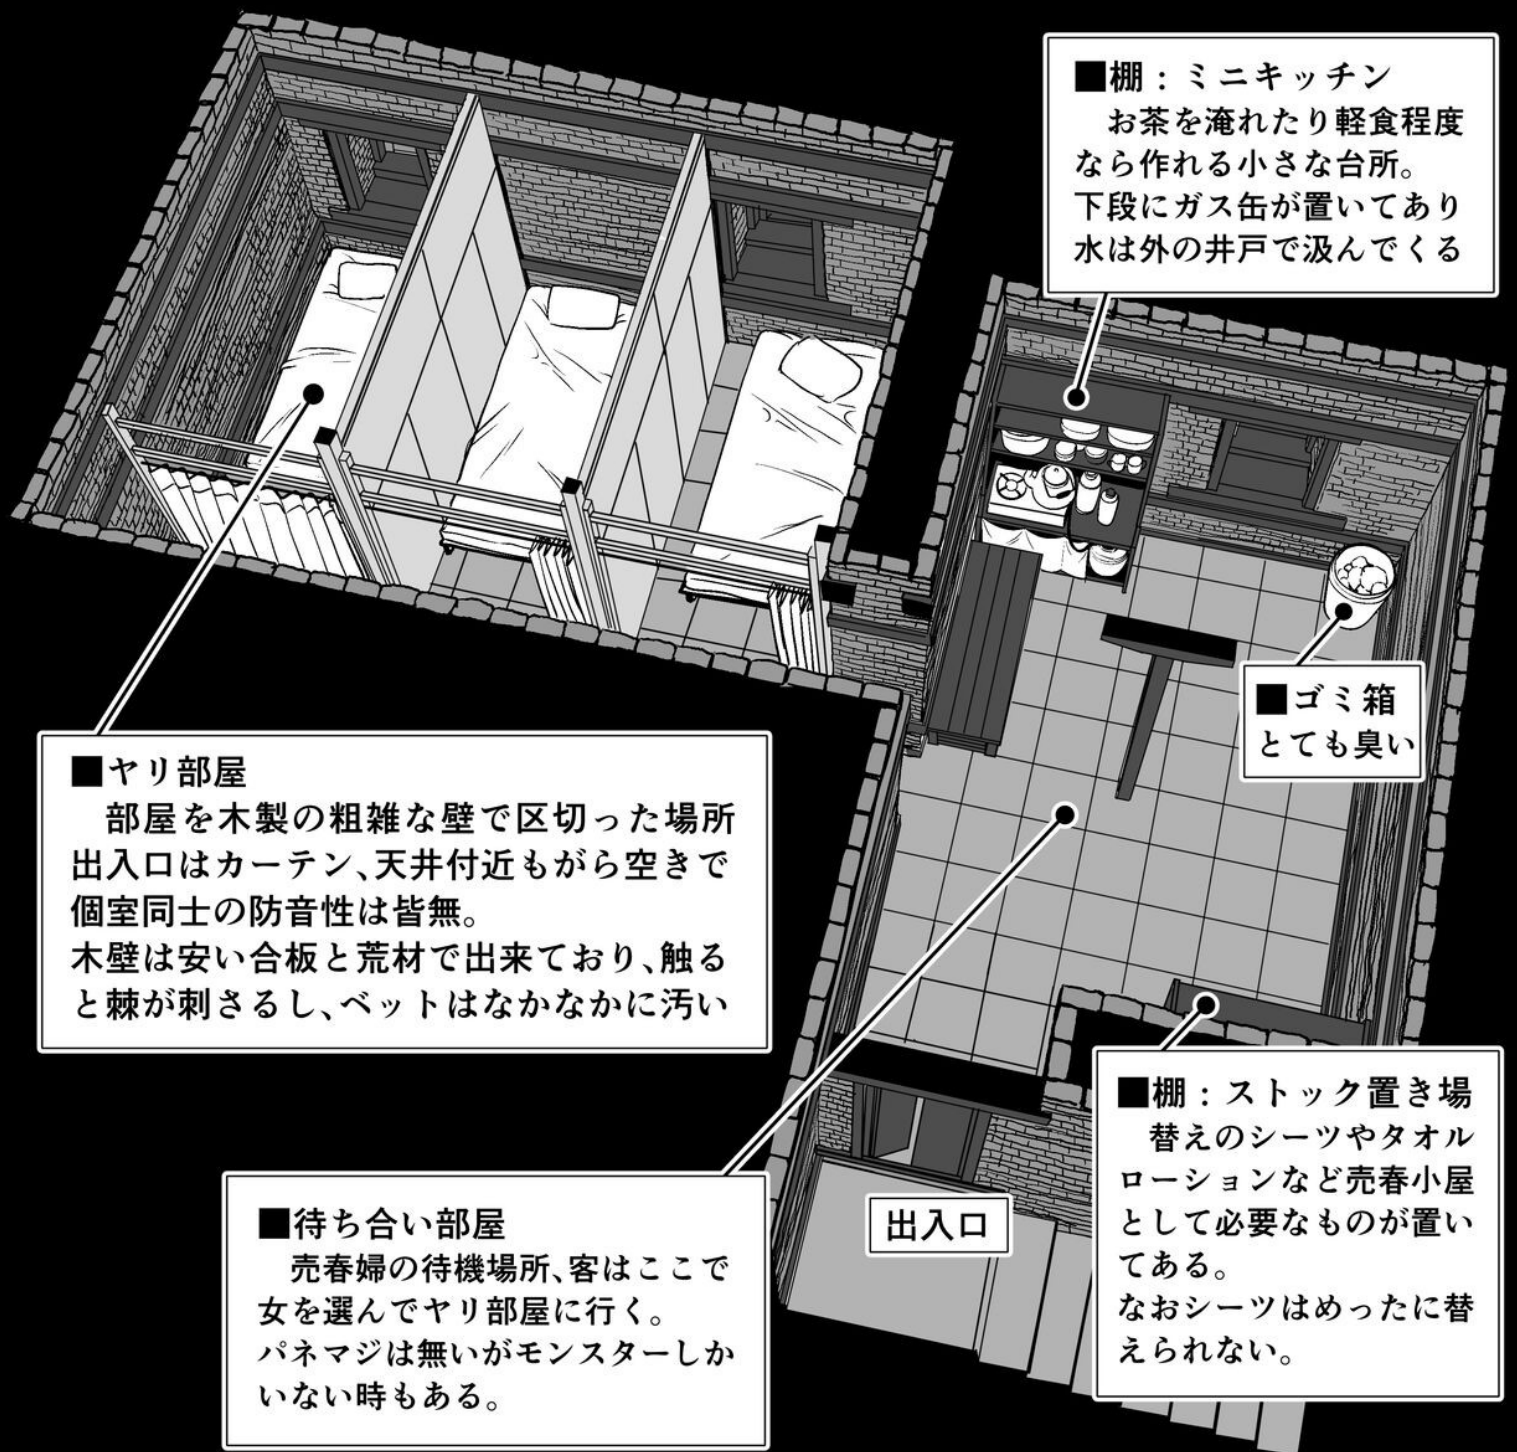 ■棚：ミニキッチン
お茶を淹れたり軽食程度
なら作れる小さな台所。
下段にガス缶が置いてあり
水は外の井戸で汲んでくる
■ゴミ箱
とても臭い
■ヤリ部屋
部屋を木製の粗雑な壁で区切った場所
出入口はカーテン、天井付近もがら空きで
個室同士の防音性は皆無。
木壁は安い合板と荒材で出来ており、触る
と棘が刺さるし、ベットはなかなかに汚い
■棚：ストック置き場
替えのシーツやタオル
ローションなど売春小屋
として必要なものが置い
てある。
なおシーツはめったに替
えられない。
■待ち合い部屋
売春婦の待機場所、客はここで
女を選んでヤリ部屋に行く。
パネマジは無いがモンスターしか
いない時もある。
出入口